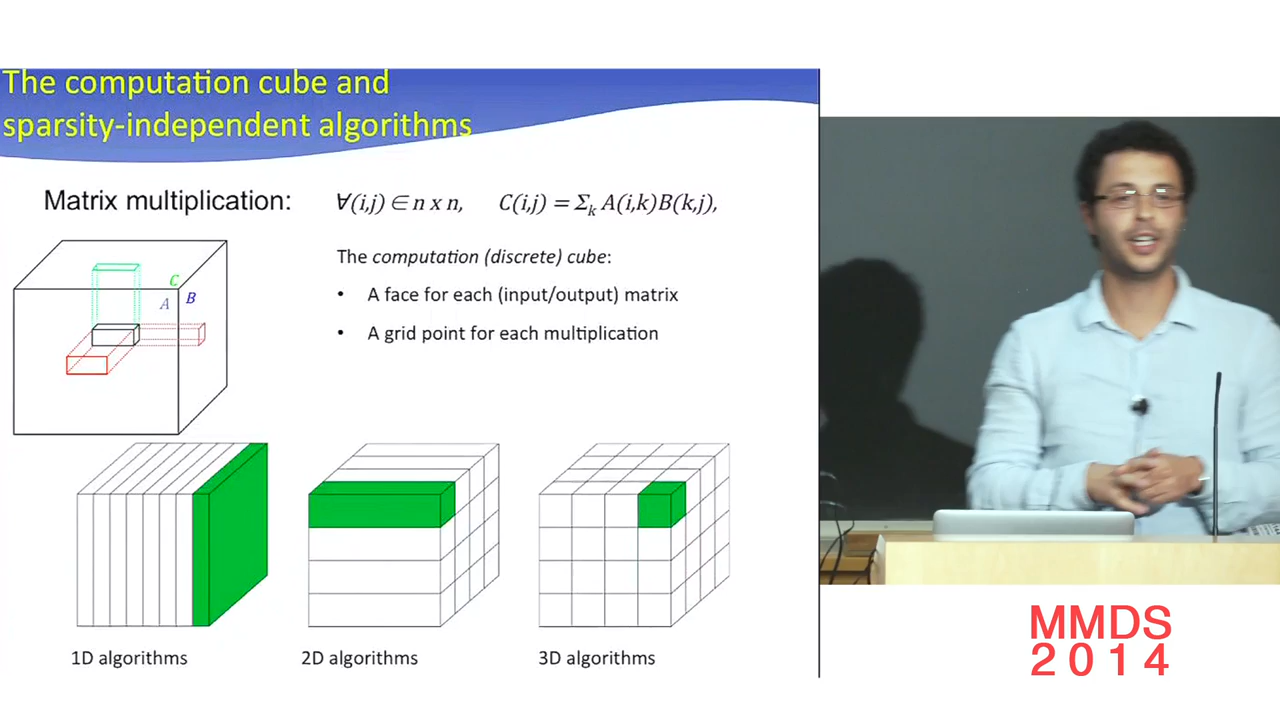 The computation cube and
sparsity-independent algorithms
Matrix multiplication:
∀(i,j) ∈ n x n, C(i,j) = Σk A(i,k)B(k,j),
The computation (discrete) cube:
• A face for each (input/output) matrix
• A grid point for each multiplication
C
A
B
1D algorithms
2D algorithms
3D algorithms
MMDS
2014